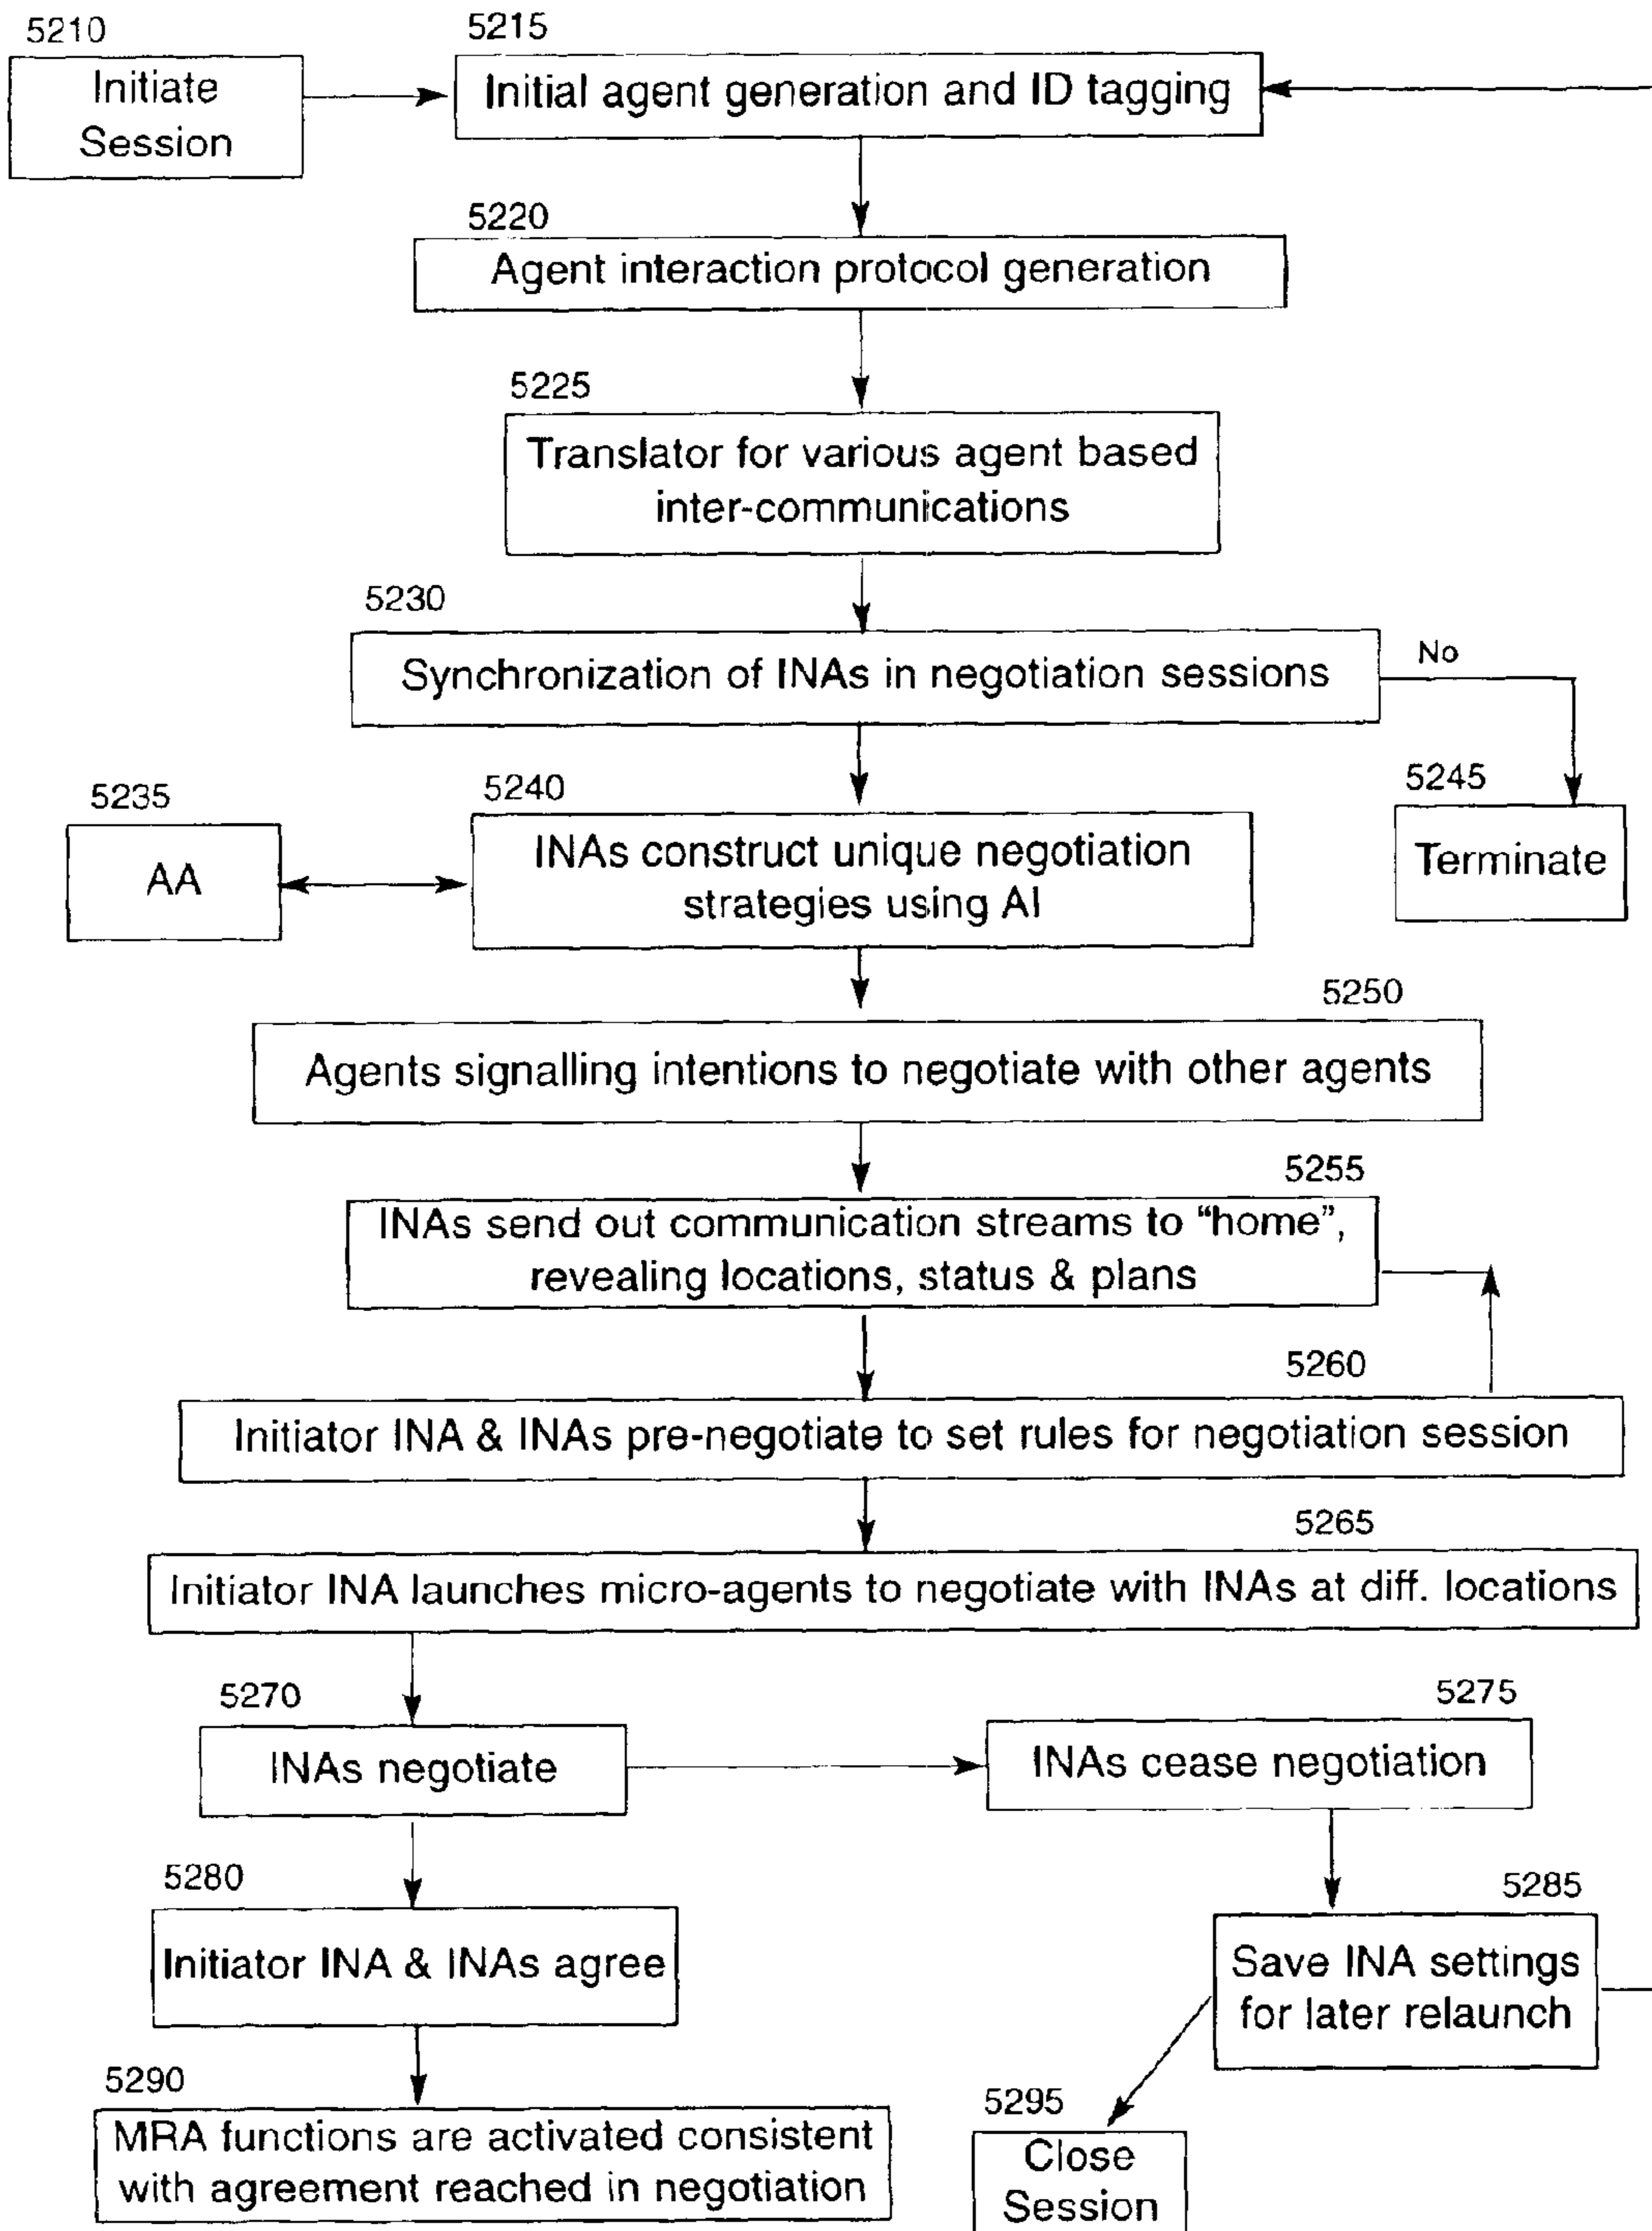 5210
Initiate
Session
5215
Initial agent generation and ID tagging
5220
Agent interaction protocol generation
5225
Translator for various agent based
inter-communications
5230
Synchronization of INAs in negotiation sessions
No
5235
AA
5240
INAs construct unique negotiation
strategies using AI
5245
Terminate
5250
Agents signalling intentions to negotiate with other agents
5255
INAs send out communication streams to “home”,
revealing locations, status & plans
5260
Initiator INA & INAs pre-negotiate to set rules for negotiation session
5265
Initiator INA launches micro-agents to negotiate with INAs at diff. locations
5270
INAs negotiate
5275
INAs cease negotiation
5280
Initiator INA & INAs agree
5285
Save INA settings
for later relaunch
5290
MRA functions are activated consistent
with agreement reached in negotiation
5295
Close
Session